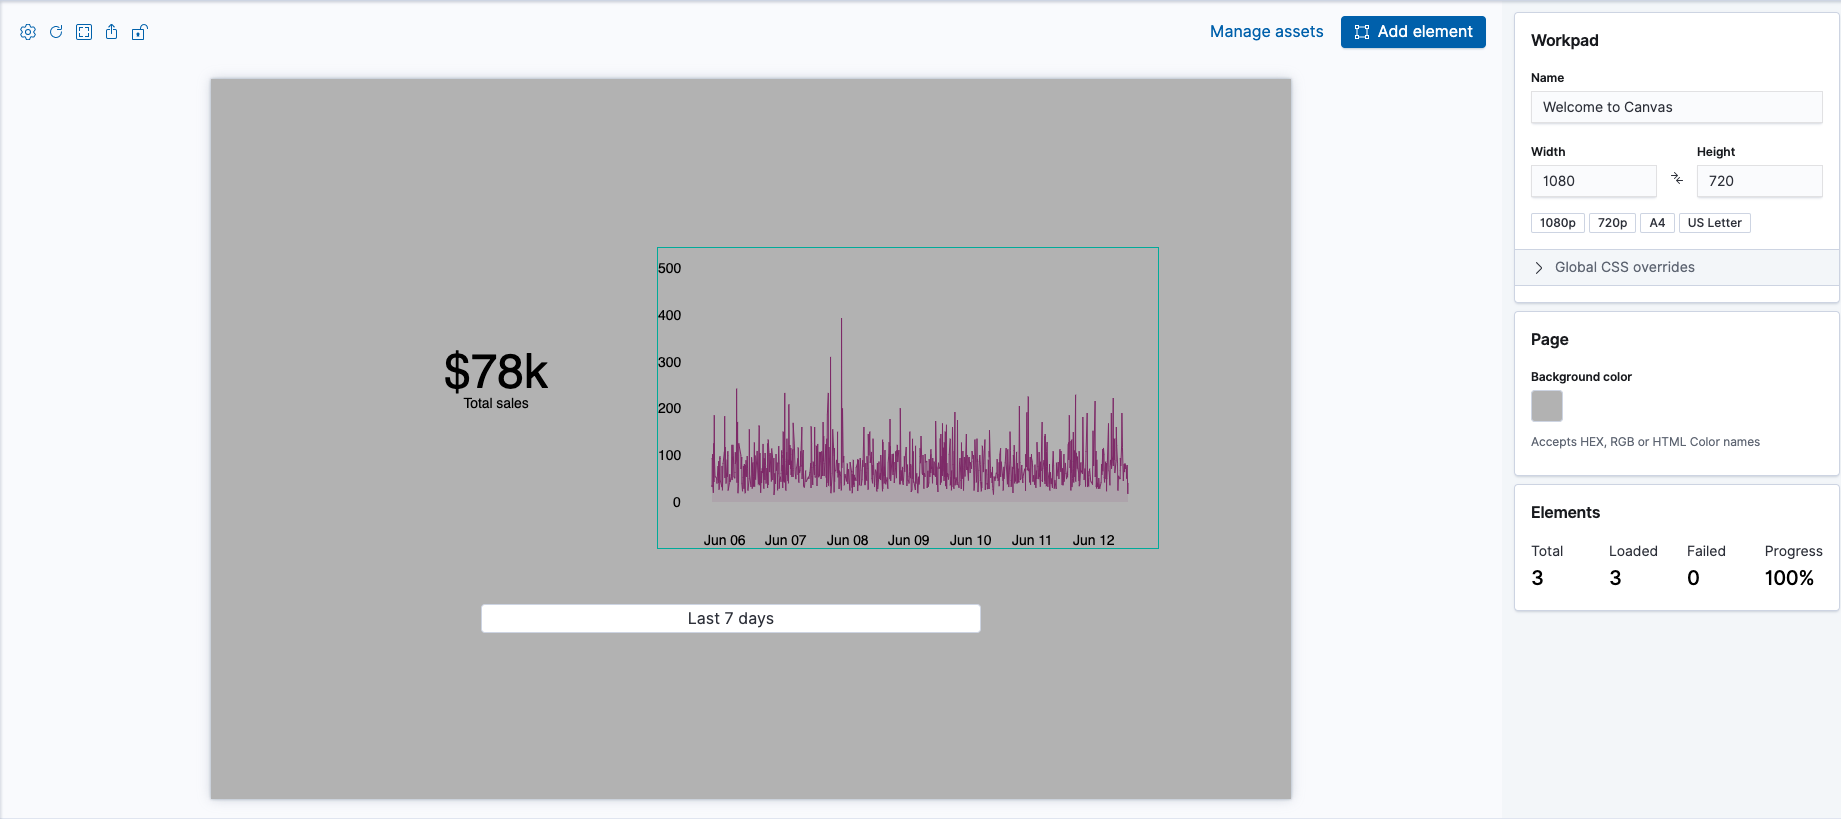 Manage assets
Add element
$78k
Total sales
500
400
300
200
100
0
Jun 06 Jun 07 Jun 08 Jun 09 Jun 10 Jun 11 Jun 12
Last 7 days
Workpad
Name
Welcome to Canvas
Width Height
1080 720
1080p 720p A4 US Letter
Global CSS overrides
Page
Background color
Accepts HEX, RGB or HTML Color names
Elements
Total Loaded Failed Progress
3 3 0 100%